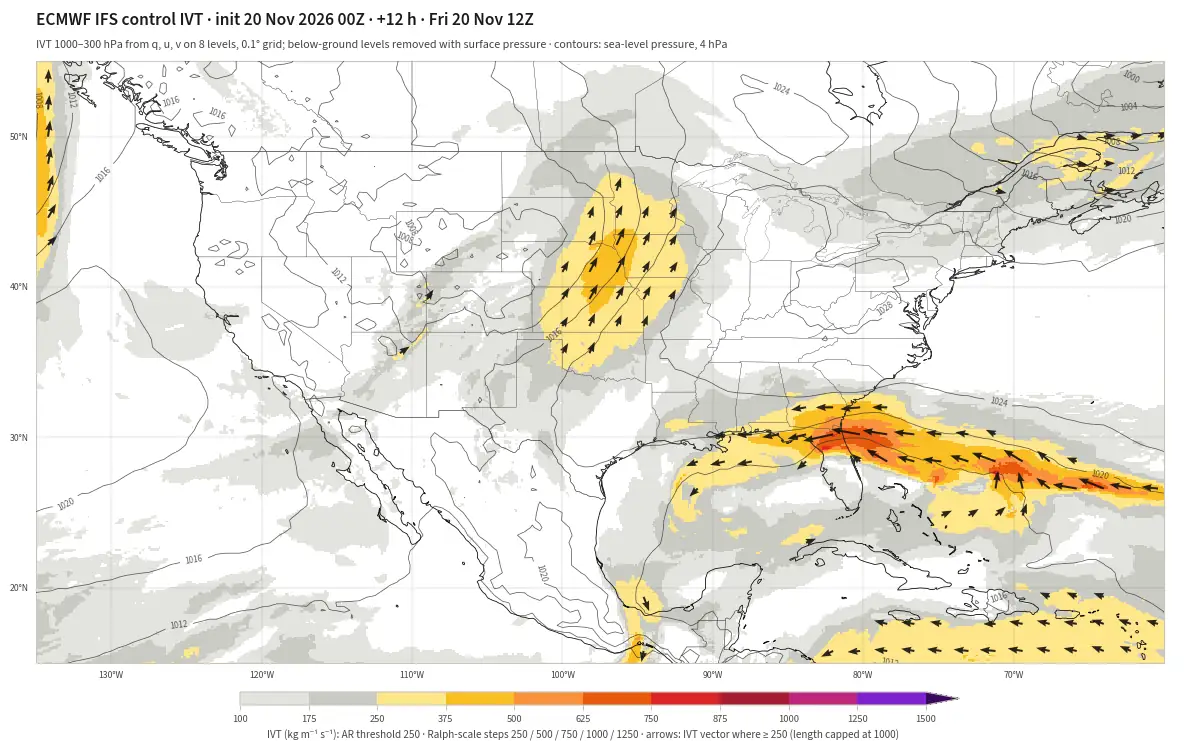 ECMWF IFS control IVT · init 20 Nov 2026 00Z · +12 h · Fri 20 Nov 12Z
IVT 1000–300 hPa from q, u, v on 8 levels, 0.1° grid; below-ground levels removed with surface pressure · contours: sea-level pressure, 4 hPa
1008
1012
1016
1016
1024
1000
1004
50°N
1008
1016
1012
1016
1020
1008
1008
1012
40°N
1028
1016
1024
30°N
1020
1020
1016
1020
20°N
1016
1012
1012
110°W
120°W
130°W
100°W
90°W
80°W
70°W
100
175
250
375
500
625
750
875
1000
1250
1500
IVT (kg m⁻¹ s⁻¹): AR threshold 250 · Ralph-scale steps 250 / 500 / 750 / 1000 / 1250 · arrows: IVT vector where ≥ 250 (length capped at 1000)